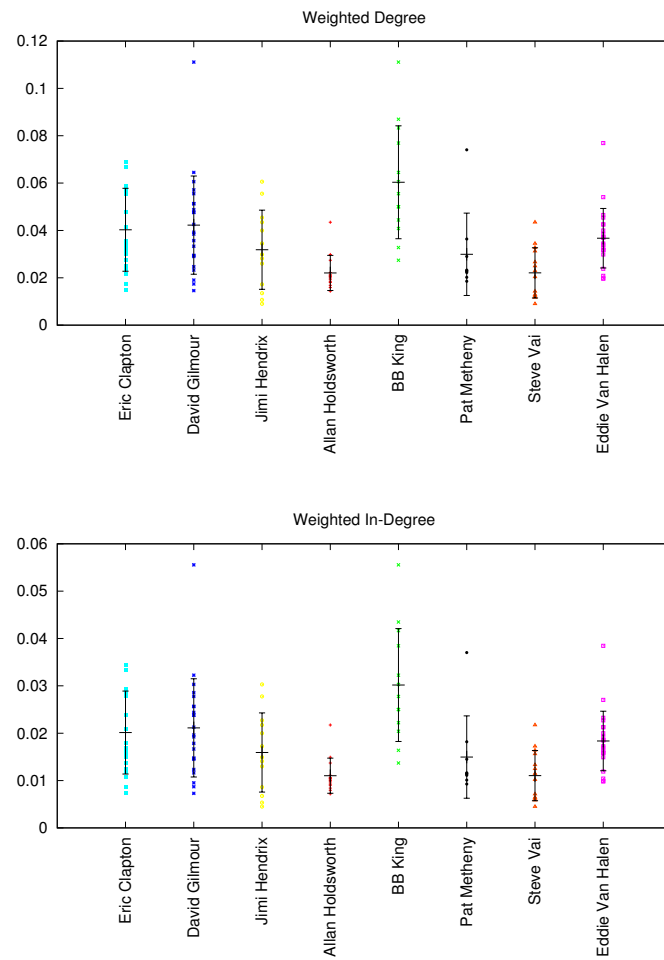 Weighted Degree
0.12
0.1
0.08
0.06
0.04
0.02
0
Eric Clapton
David Gilmour
Jimi Hendrix
Allan Holdsworth
BB King
Pat Metheny
Steve Vai
Eddie Van Halen
Weighted In-Degree
0.06
0.05
0.04
0.03
0.02
0.01
0
Eric Clapton
David Gilmour
Jimi Hendrix
Allan Holdsworth
BB King
Pat Metheny
Steve Vai
Eddie Van Halen